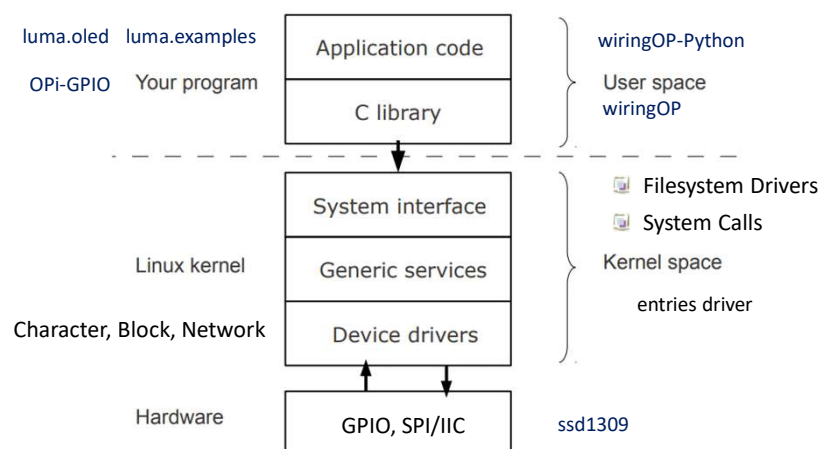 luma.oled luma.examples
Application code
wiringOP-Python
OPi-GPIO Your program
User space
C library
wiringOP
Filesystem Drivers
System interface
System Calls
Linux kernel
Generic services
Kernel space
entries driver
Character, Block, Network
Device drivers
Hardware
GPIO, SPI/IIC
ssd1309